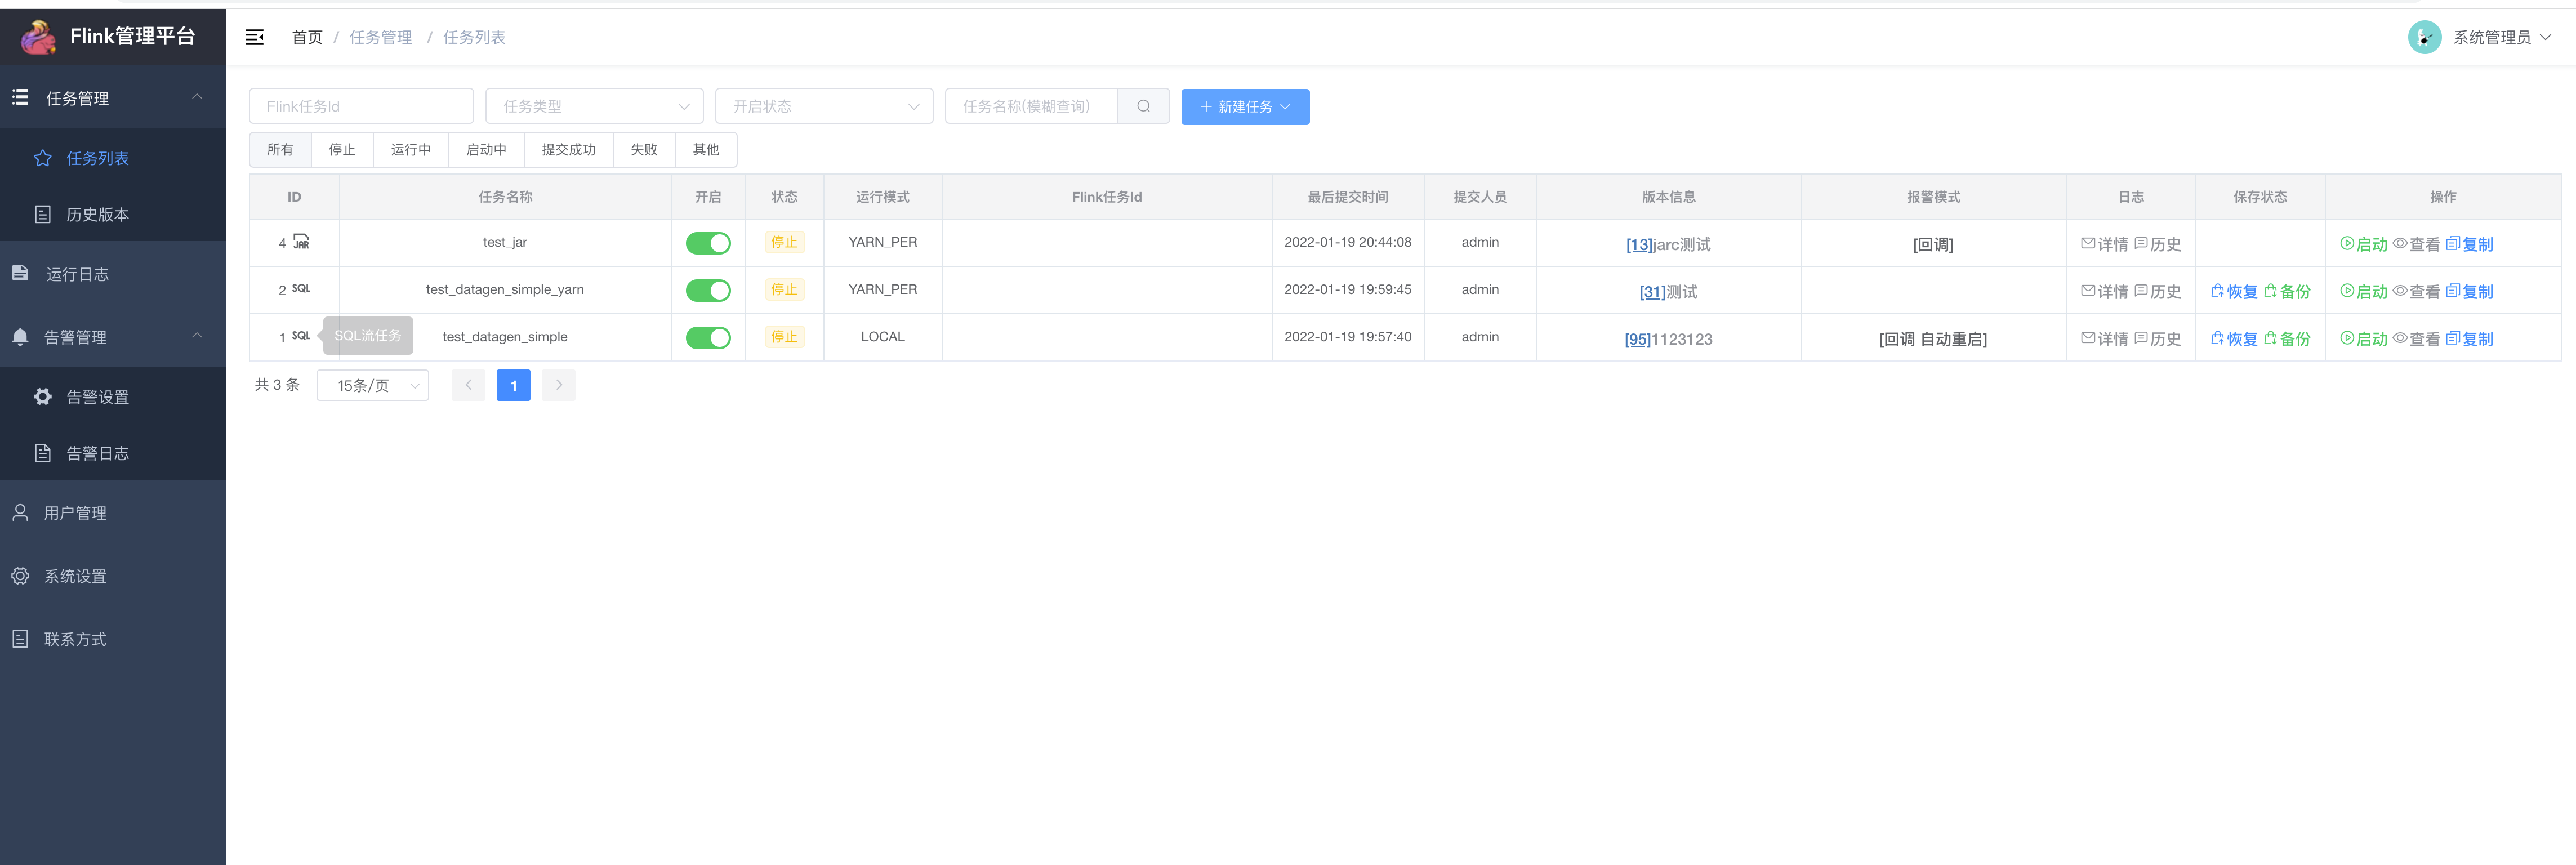 Flink管理平台
首页 / 任务管理 / 任务列表
系统管理员
任务管理
任务列表
历史版本
运行日志
告警管理
告警设置
告警日志
用户管理
系统设置
联系方式
Flink任务Id 任务类型 开启状态 任务名称(模糊查询) 新建任务
所有 停止 运行中 启动中 提交成功 失败 其他
ID 任务名称 开启 状态 运行模式 Flink任务Id 最后提交时间 提交人员 版本信息 报警模式 日志 保存状态 操作
4 JAR test_jar 停止 YARN_PER 2022-01-19 20:44:08 admin [13]jarc测试 [回调] 详情 历史 启动 查看 复制
2 SQL test_datagen_simple_yarn 停止 YARN_PER 2022-01-19 19:59:45 admin [31]测试 详情 历史 恢复 备份 启动 查看 复制
1 SQL SQL流任务 test_datagen_simple 停止 LOCAL 2022-01-19 19:57:40 admin [95]1123123 [回调 自动重启] 详情 历史 恢复 备份 启动 查看 复制
共 3 条 15条/页 1